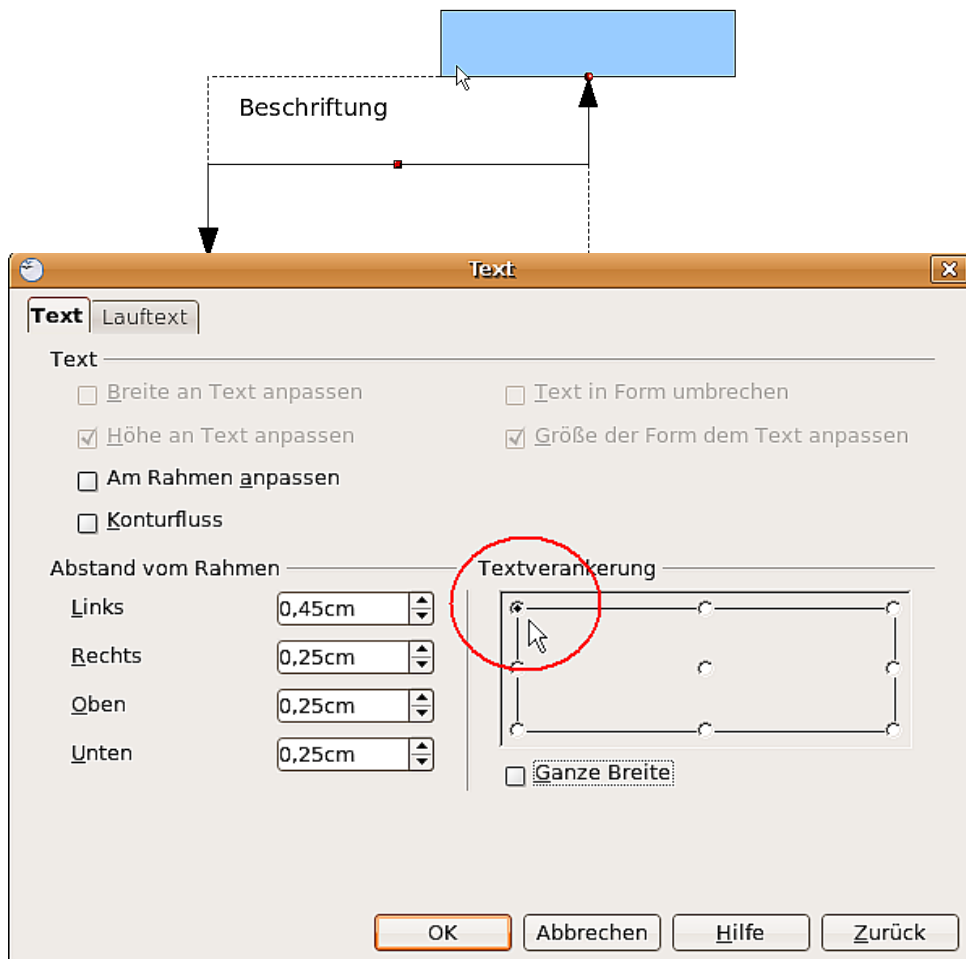 Beschriftung
Text
Text Lauftext
Text
Breite an Text anpassen Text in Form umbrechen
Höhe an Text anpassen Größe der Form dem Text anpassen
Am Rahmen anpassen
Konturfluss
Abstand vom Rahmen Textverankerung
Links 0,45cm
Rechts 0,25cm
Oben 0,25cm
Unten 0,25cm
Ganze Breite
OK Abbrechen Hilfe Zurück